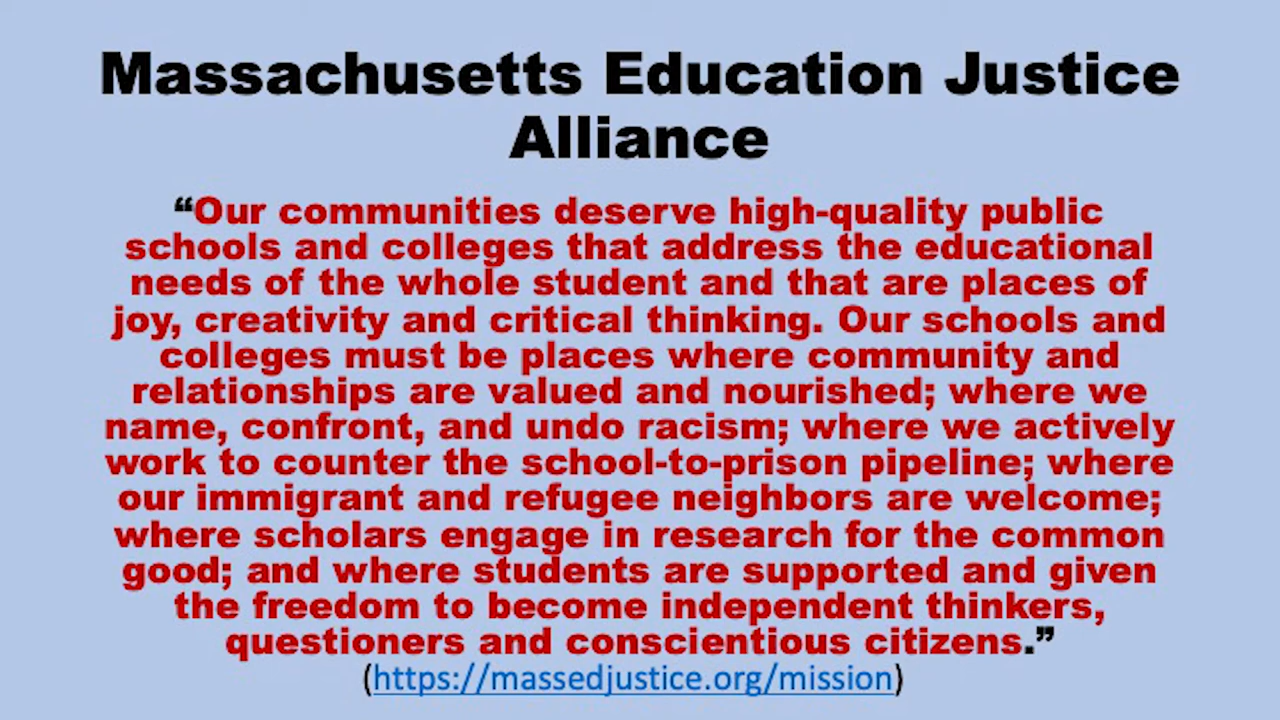 Massachusetts Education Justice
Alliance
“Our communities deserve high-quality public
schools and colleges that address the educational
needs of the whole student and that are places of
joy, creativity and critical thinking. Our schools and
colleges must be places where community and
relationships are valued and nourished; where we
name, confront, and undo racism; where we actively
work to counter the school-to-prison pipeline; where
our immigrant and refugee neighbors are welcome;
where scholars engage in research for the common
good; and where students are supported and given
the freedom to become independent thinkers,
questioners and conscientious citizens.”
(https://massedjustice.org/mission)